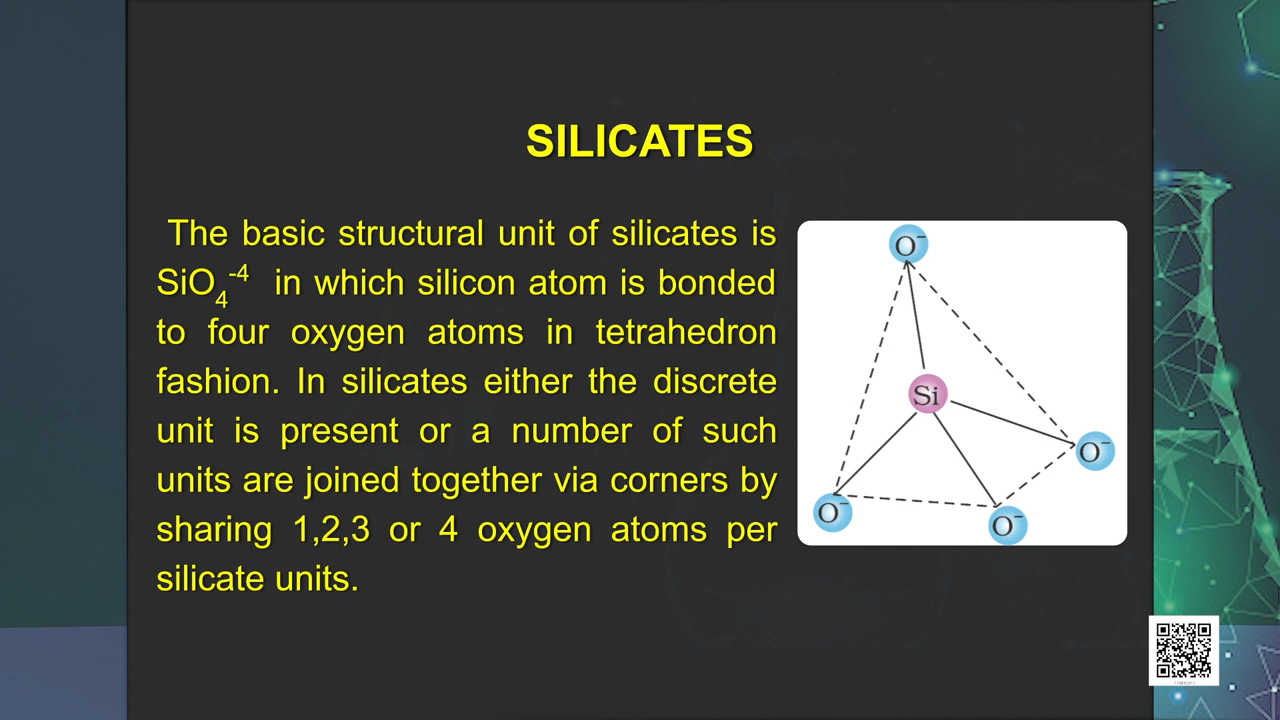 SILICATES
The basic structural unit of silicates is
SiO₄⁻⁴ in which silicon atom is bonded
to four oxygen atoms in tetrahedron
fashion. In silicates either the discrete
unit is present or a number of such
units are joined together via corners by
sharing 1,2,3 or 4 oxygen atoms per
silicate units.
O⁻
Si
O⁻
O⁻
O⁻